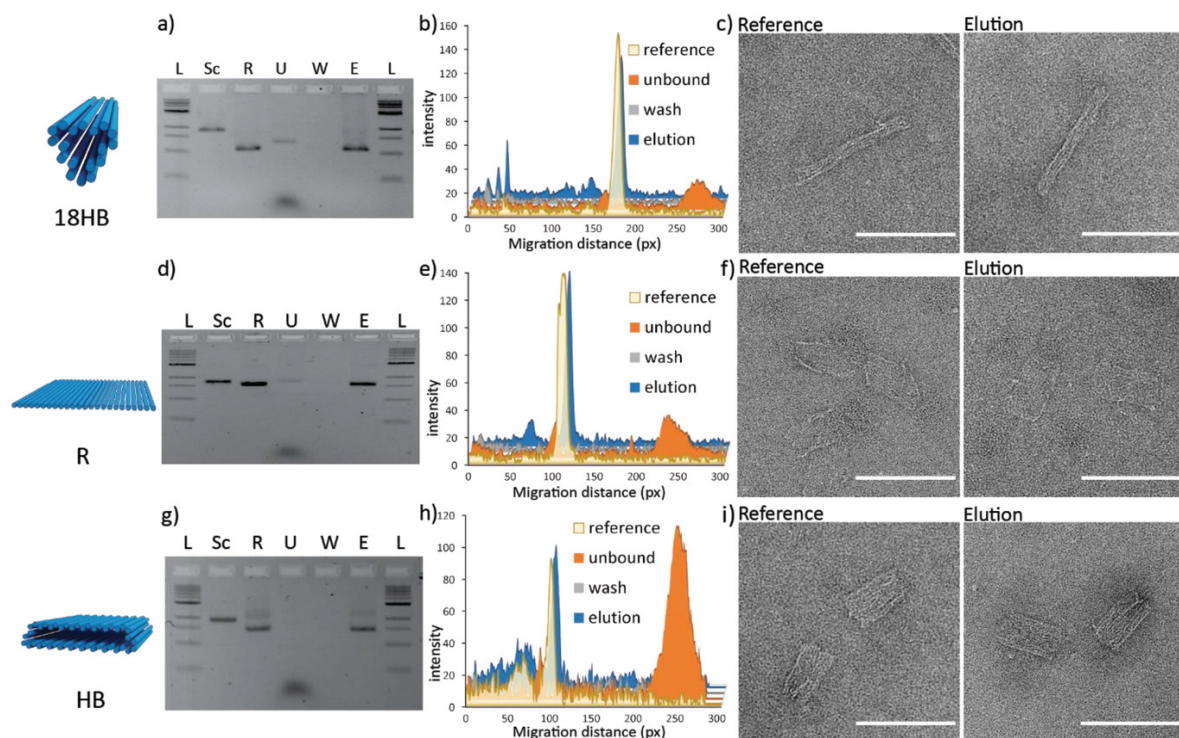 a)
L Sc R U W E L
18HB
b)
160
140
120
100
80
60
40
20
0
intensity
reference
unbound
wash
elution
0 50 100 150 200 250 300
Migration distance (px)
c) Reference Elution
d)
L Sc R U W E L
R
e)
140
120
100
80
60
40
20
0
intensity
reference
unbound
wash
elution
0 50 100 150 200 250 300
Migration distance (px)
f) Reference Elution
g)
L Sc R U W E L
HB
h)
120
100
80
60
40
20
0
intensity
reference
unbound
wash
elution
0 50 100 150 200 250 300
Migration distance (px)
i) Reference Elution